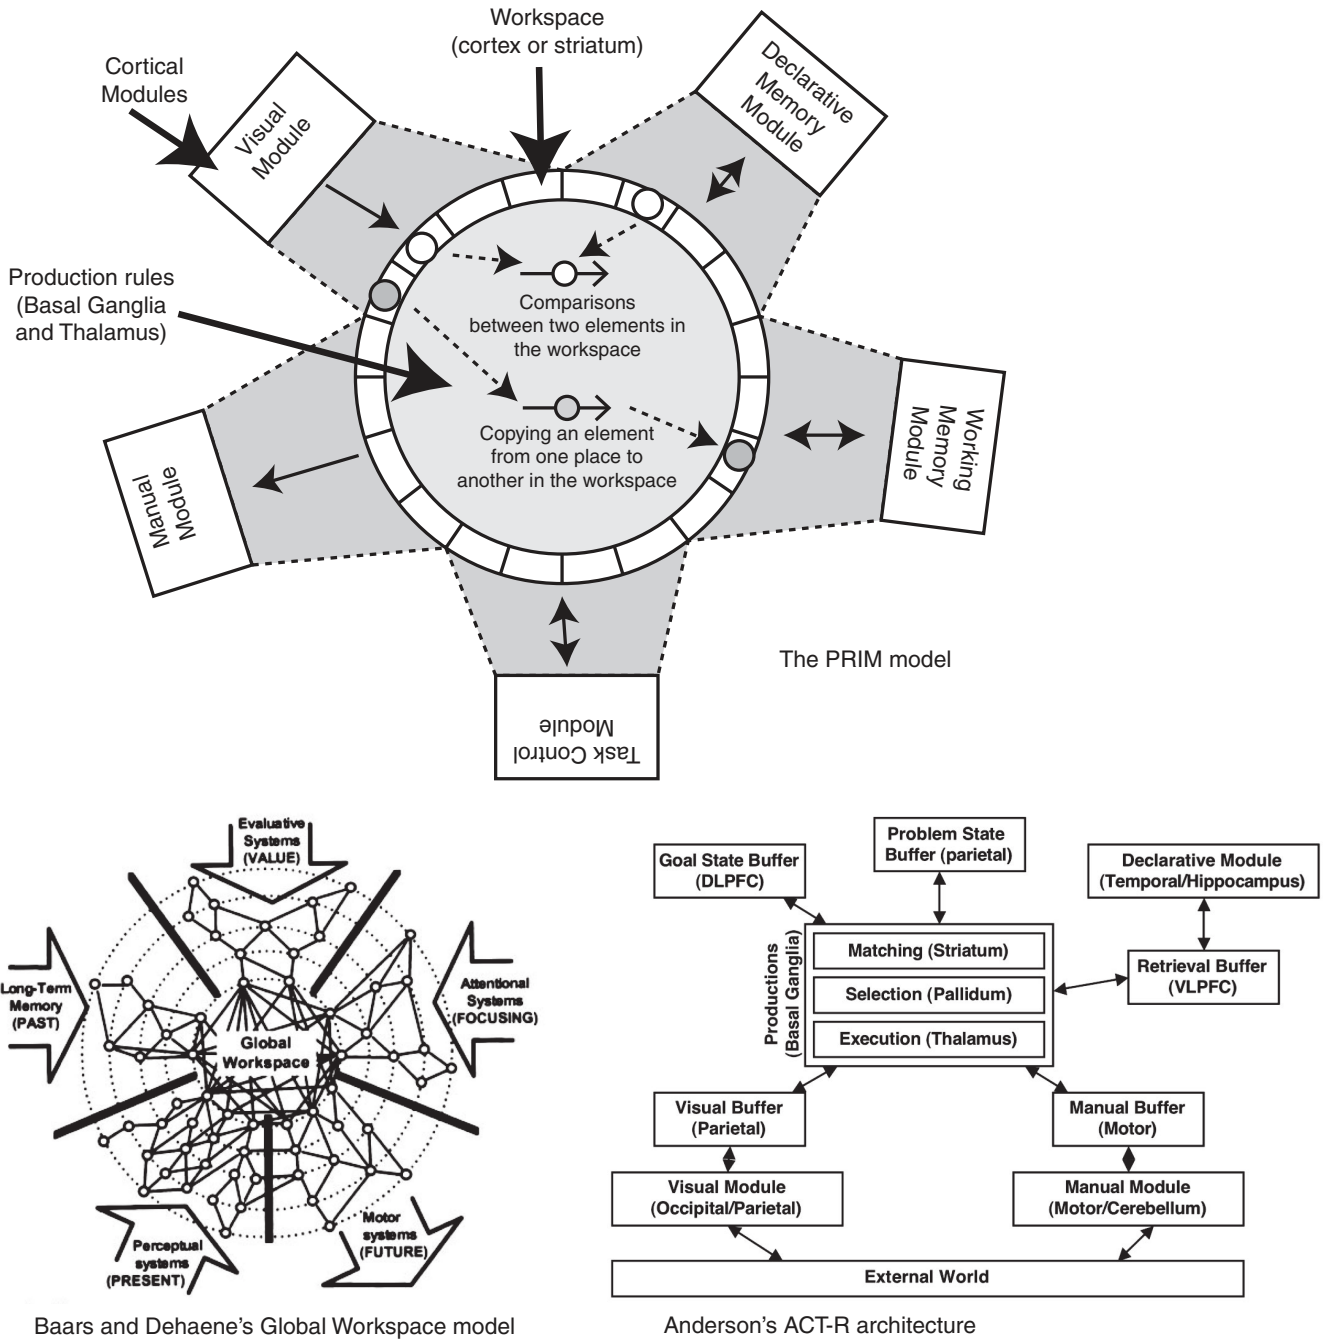 Workspace
(cortex or striatum)
Cortical
Modules
Visual
Module
Declarative
Memory
Module
Production rules
(Basal Ganglia
and Thalamus)
Comparisons
between two elements in
the workspace
Copying an element
from one place to
another in the workspace
Working
Memory
Module
Manual
Module
Task Control
Module
The PRIM model
Evaluative
Systems
(VALUE)
Long-Term
Memory
(PAST)
Attentional
Systems
(FOCUSING)
Global
Workspace
Perceptual
systems
(PRESENT)
Motor
systems
(FUTURE)
Baars and Dehaene's Global Workspace model
Goal State Buffer
(DLPFC)
Problem State
Buffer (parietal)
Declarative Module
(Temporal/Hippocampus)
Productions
(Basal Ganglia)
Matching (Striatum)
Selection (Pallidum)
Execution (Thalamus)
Retrieval Buffer
(VLPFC)
Visual Buffer
(Parietal)
Manual Buffer
(Motor)
Visual Module
(Occipital/Parietal)
Manual Module
(Motor/Cerebellum)
External World
Anderson's ACT-R architecture